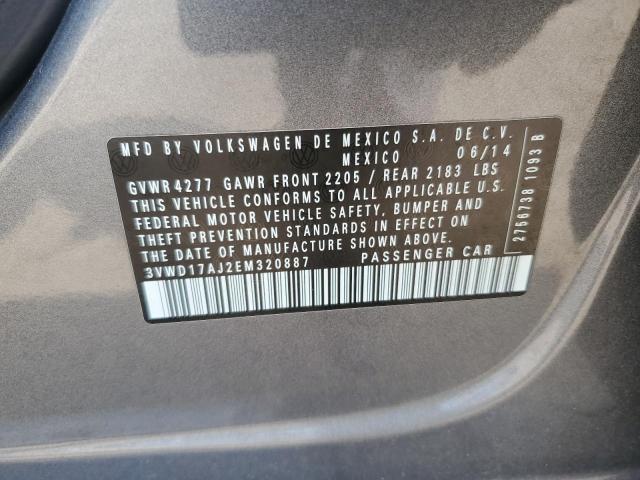 MFD BY VOLKSWAGEN DE MEXICO S.A. DE C.V.
MEXICO 06/14
GVWR 4277 GAWR FRONT 2205 / REAR 2183 LBS
THIS VEHICLE CONFORMS TO ALL APPLICABLE U.S.
FEDERAL MOTOR VEHICLE SAFETY, BUMPER AND
THEFT PREVENTION STANDARDS IN EFFECT ON
THE DATE OF MANUFACTURE SHOWN ABOVE.
3VWD17AJ2EM320887 PASSENGER CAR
2766738 1093 B